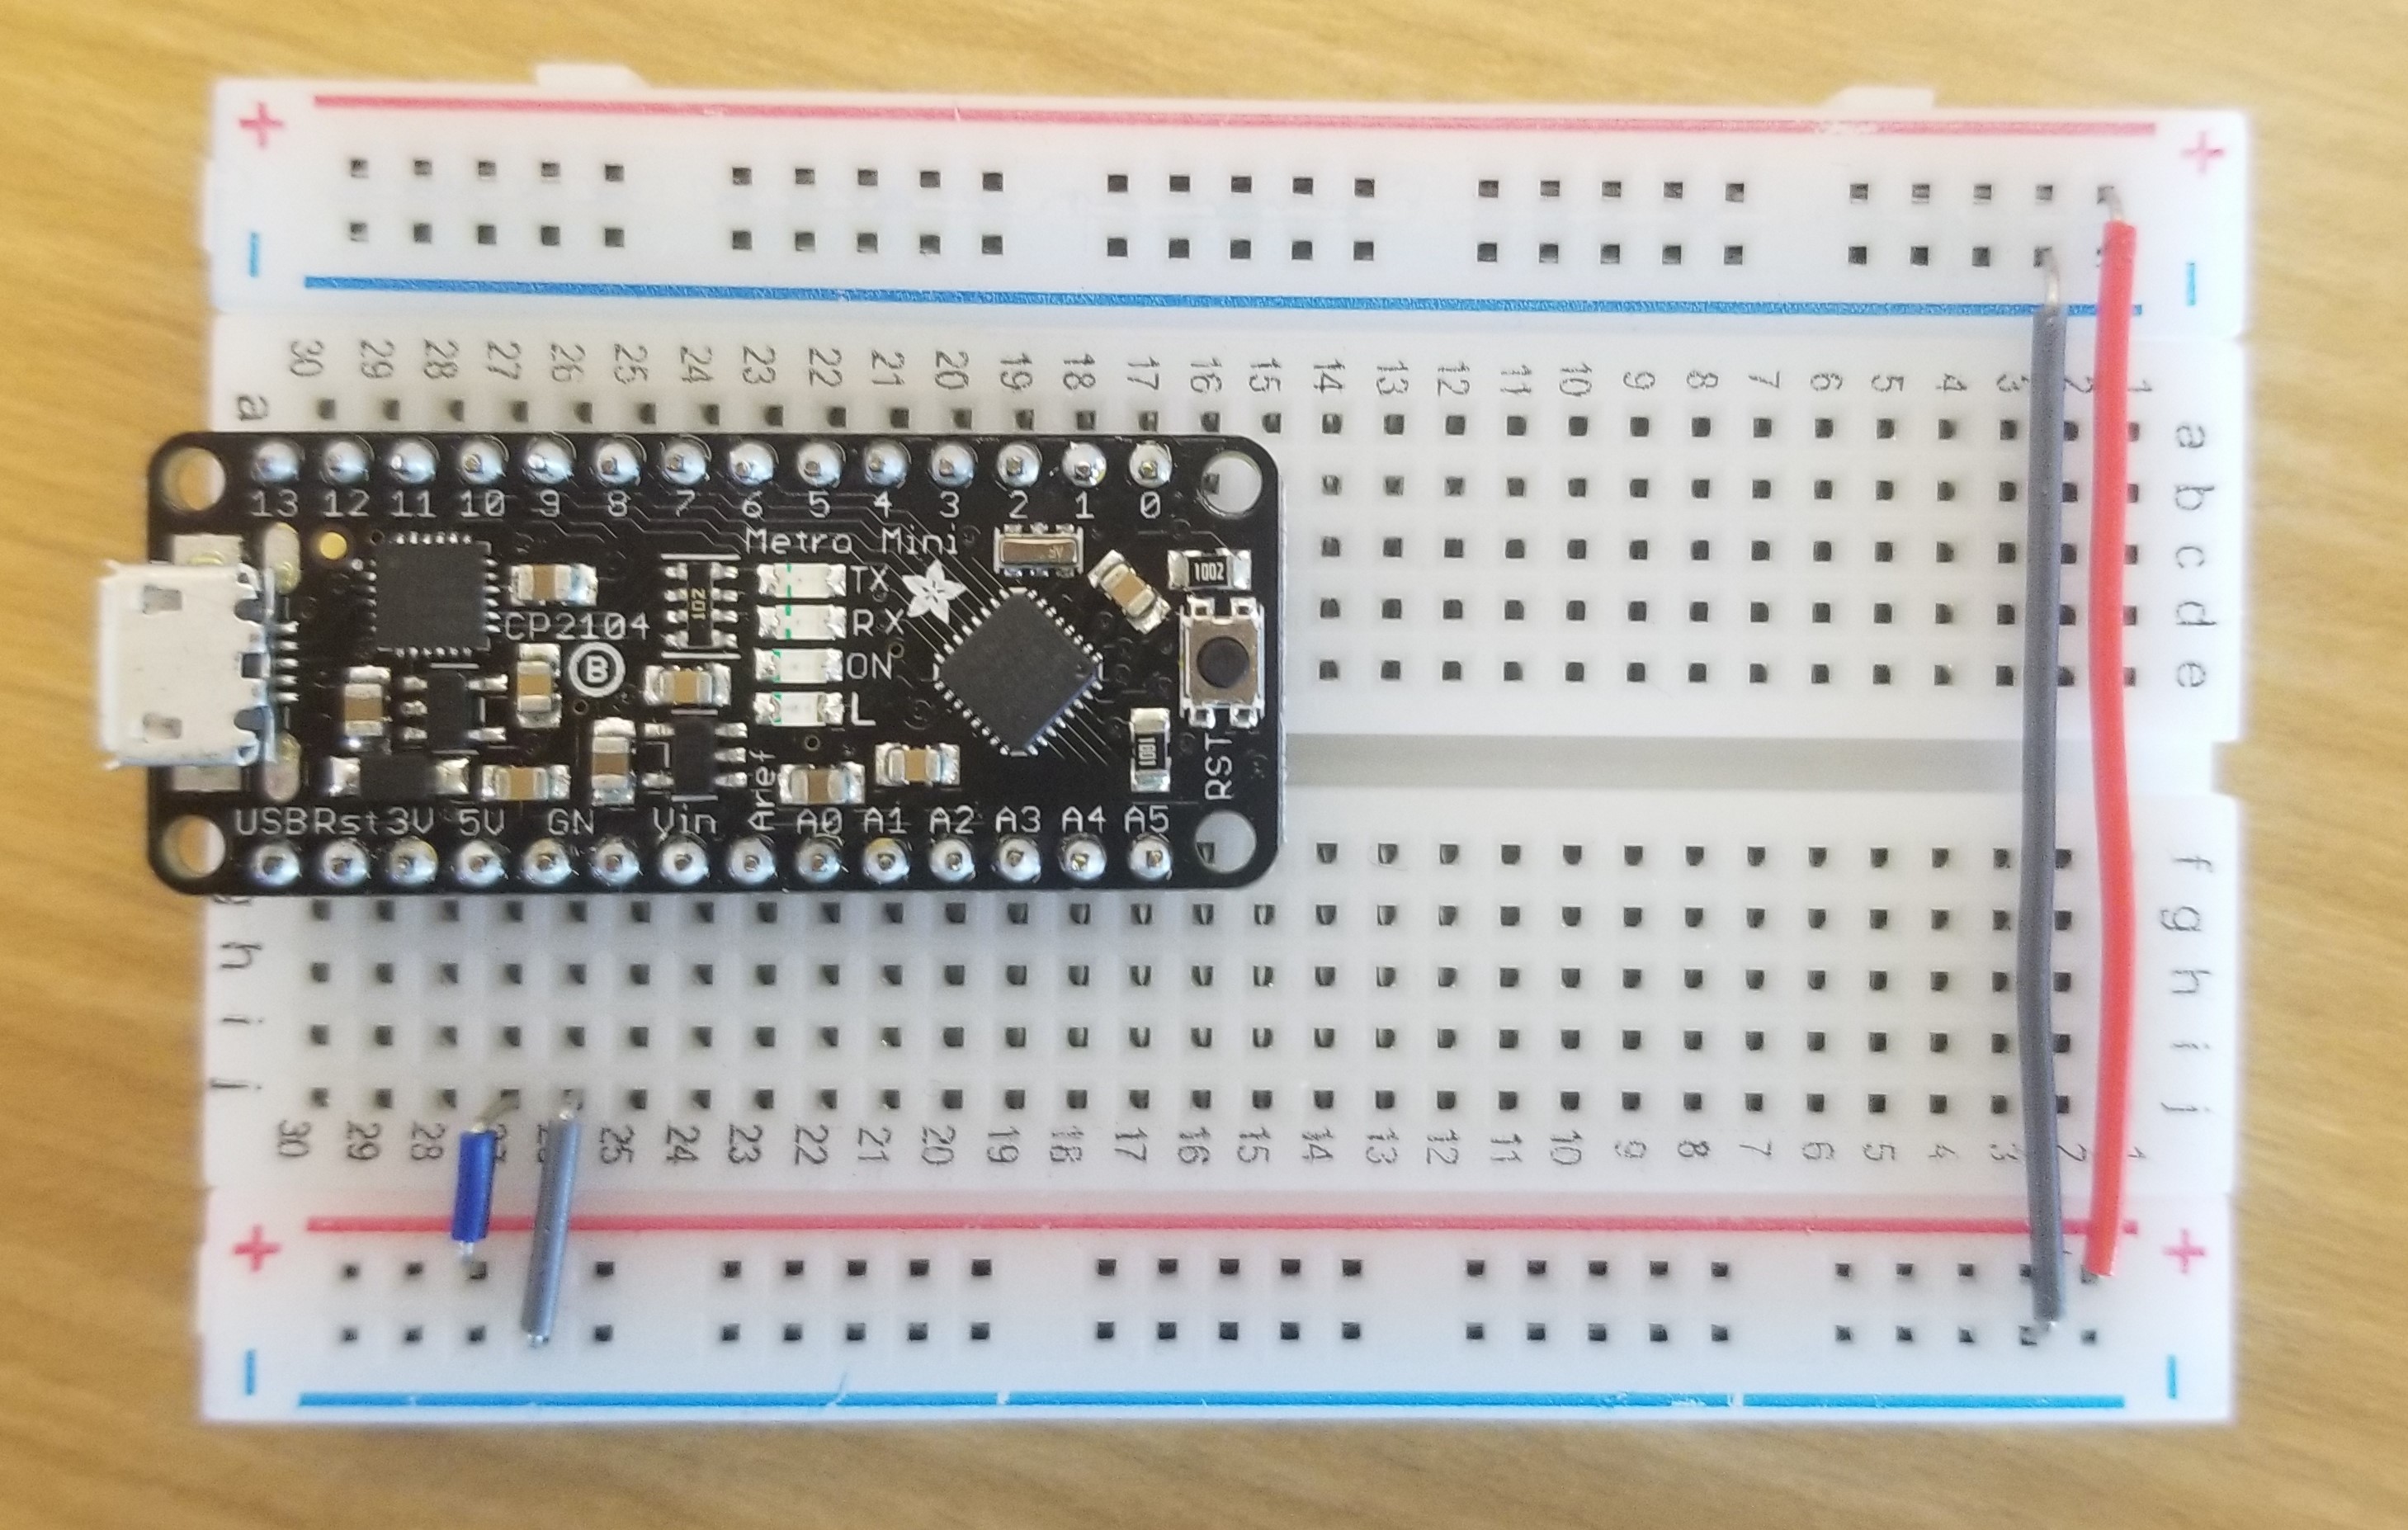 + +
- -
30 29 28 27 26 25 24 23 22 21 20 19 18 17 16 15 14 13 12 11 10 9 8 7 6 5 4 3 2 1
a a
13 12 11 10 9 8 7 6 5 4 3 2 1 0
b
Metro Mini
c
TX
1002
102
CP2104
RX
d
B
ON
e
L
1001
RST
Aref
USB Rst 3V 5V GN Vin A0 A1 A2 A3 A4 A5
f
g
h h
i i
j j
30 29 28 25 24 23 22 21 20 19 18 17 16 15 14 13 12 11 10 9 8 7 6 5 4 3 2 1
+ +
- -